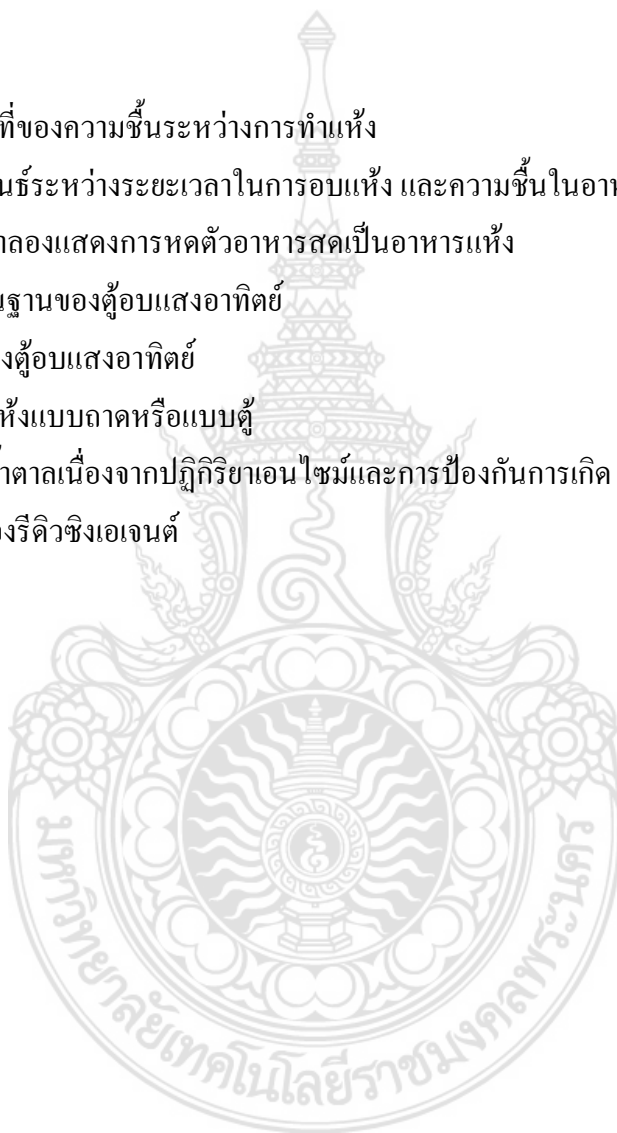 ที่ของความชื้นระหว่างการทำแห้ง
นธ์ระหว่างระยะเวลาในการอบแห้ง และความชื้นในอา
าลองแสดงการหดตัวอาหารสดเป็นอาหารแห้ง
นฐานของตู้อบแสงอาทิตย์
งตู้อบแสงอาทิตย์
ห้งแบบถาดหรือแบบตู้
้ำตาลเนื่องจากปฏิกิริยาเอนไซม์และการป้องกันการเกิด
องรีดิวซิงเอเจนต์
มหาวิทยาลัยเทคโนโลยีราชมงคลพระนคร